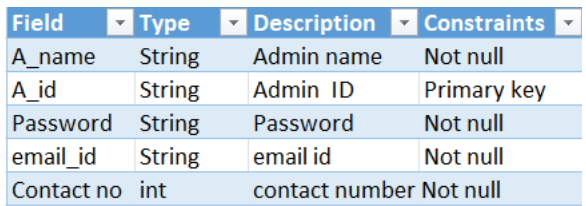 Field Type Description Constraints
A_name String Admin name Not null
A_id String Admin ID Primary key
Password String Password Not null
email_id String email id Not null
Contact no int contact number Not null